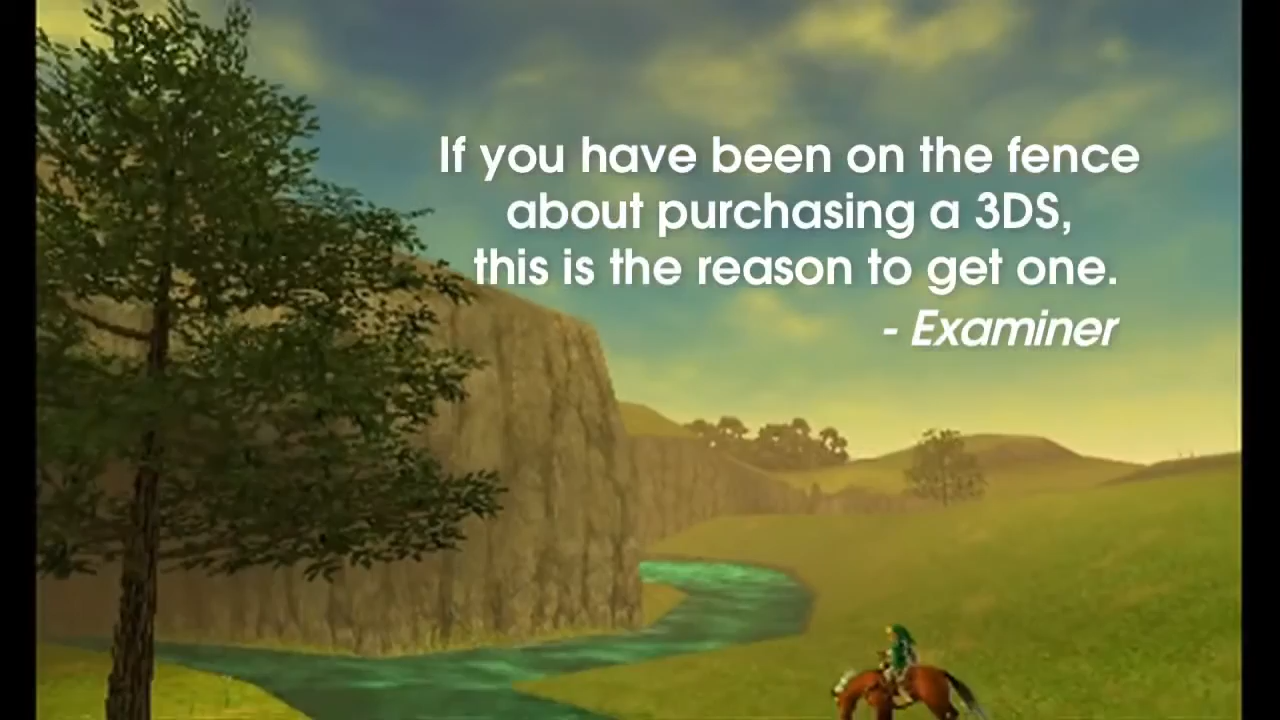 If you have been on the fence
about purchasing a 3DS,
this is the reason to get one.
- Examiner